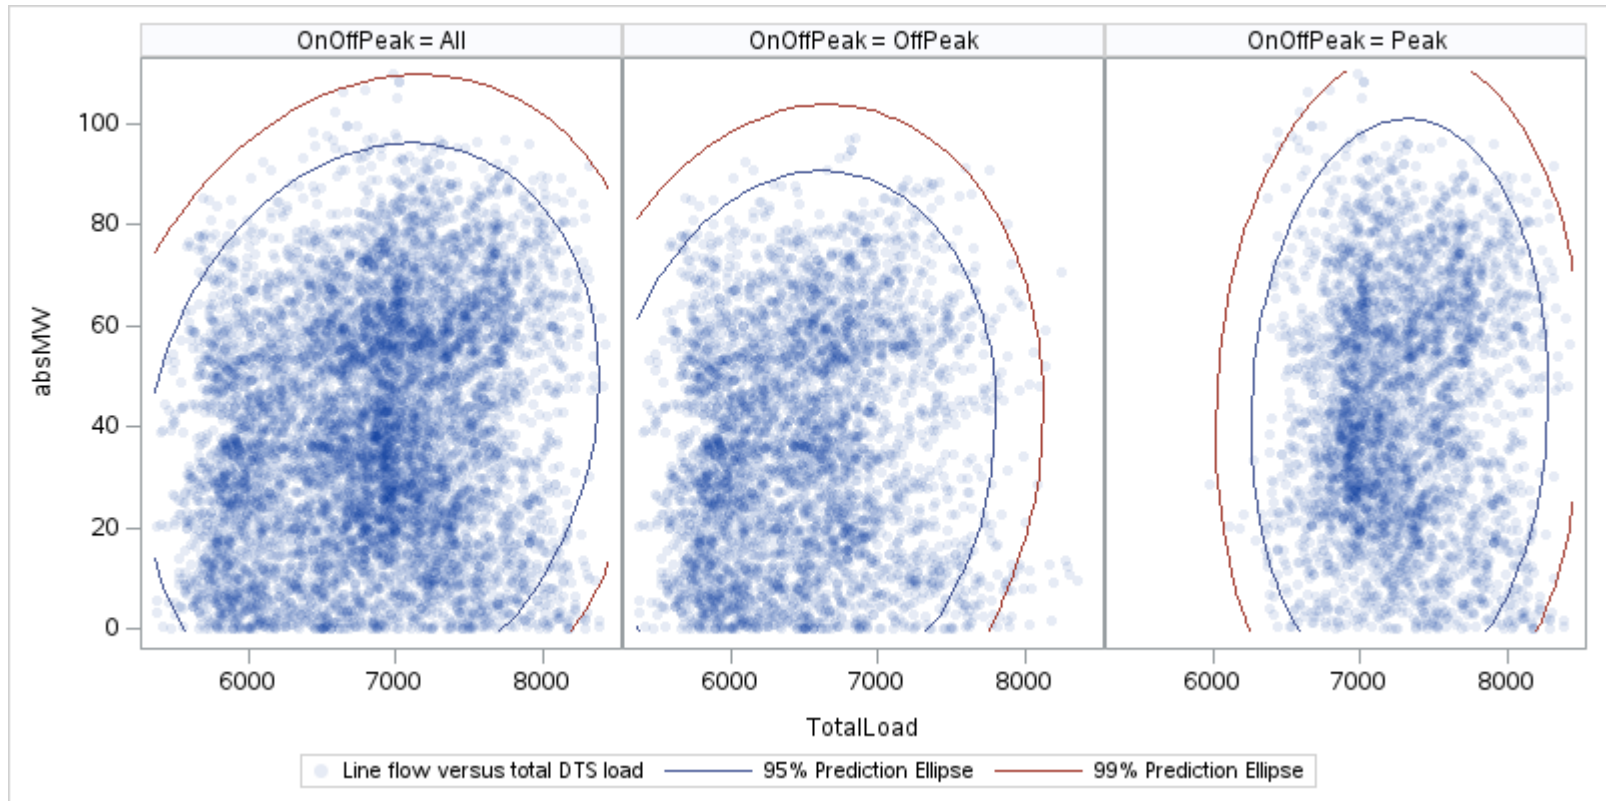 OnOffPeak = All
OnOffPeak = OffPeak
OnOffPeak = Peak
absMW
100
80
60
40
20
0
6000 7000 8000
6000 7000 8000
6000 7000 8000
TotalLoad
Line flow versus total DTS load
95% Prediction Ellipse
99% Prediction Ellipse